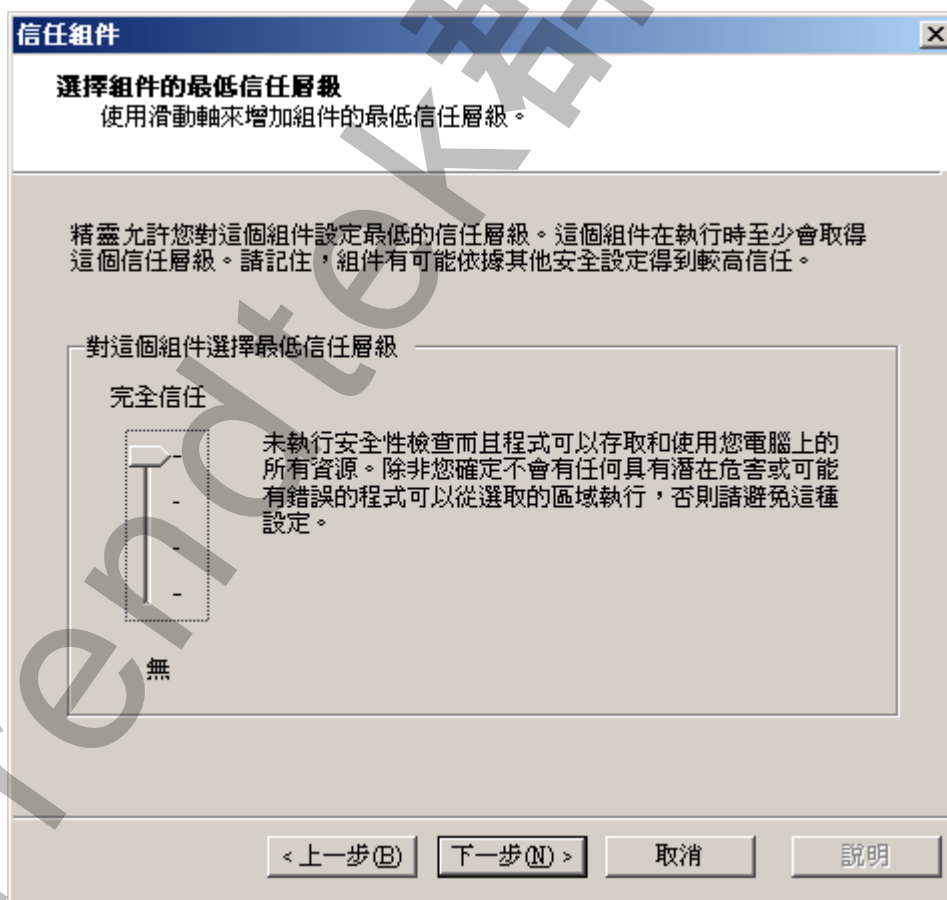 信任組件
選擇組件的最低信任層級
使用滑動軸來增加組件的最低信任層級。
精靈允許您對這個組件設定最低的信任層級。這個組件在執行時至少會取得
這個信任層級。請記住，組件有可能依據其他安全設定得到較高信任。
對這個組件選擇最低信任層級
完全信任
未執行安全性檢查而且程式可以存取和使用您電腦上的
所有資源。除非您確定不會有任何具有潛在危害或可能
有錯誤的程式可以從選取的區域執行，否則請避免這種
設定。
無
<上一步(B)
下一步(N)>
取消
說明
Tendtek